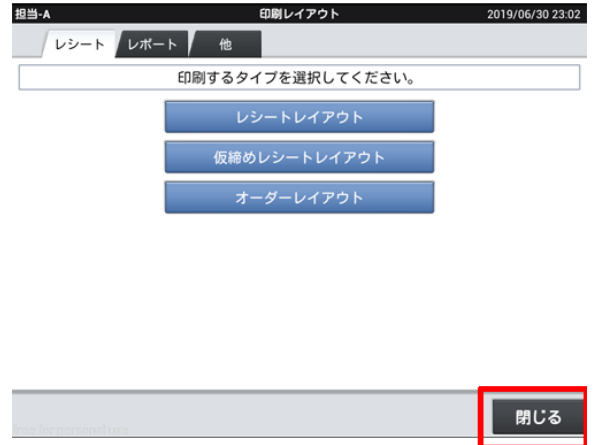 担当-A 印刷レイアウト 2019/06/30 23:02
レシート レポート 他
印刷するタイプを選択してください。
レシートレイアウト
仮締めレシートレイアウト
オーダーレイアウト
閉じる